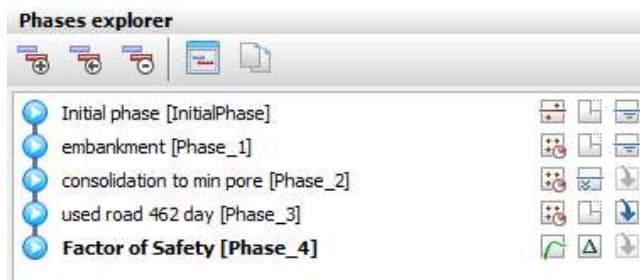 Phases explorer
Initial phase [InitialPhase]
embankment [Phase_1]
consolidation to min pore [Phase_2]
used road 462 day [Phase_3]
Factor of Safety [Phase_4]